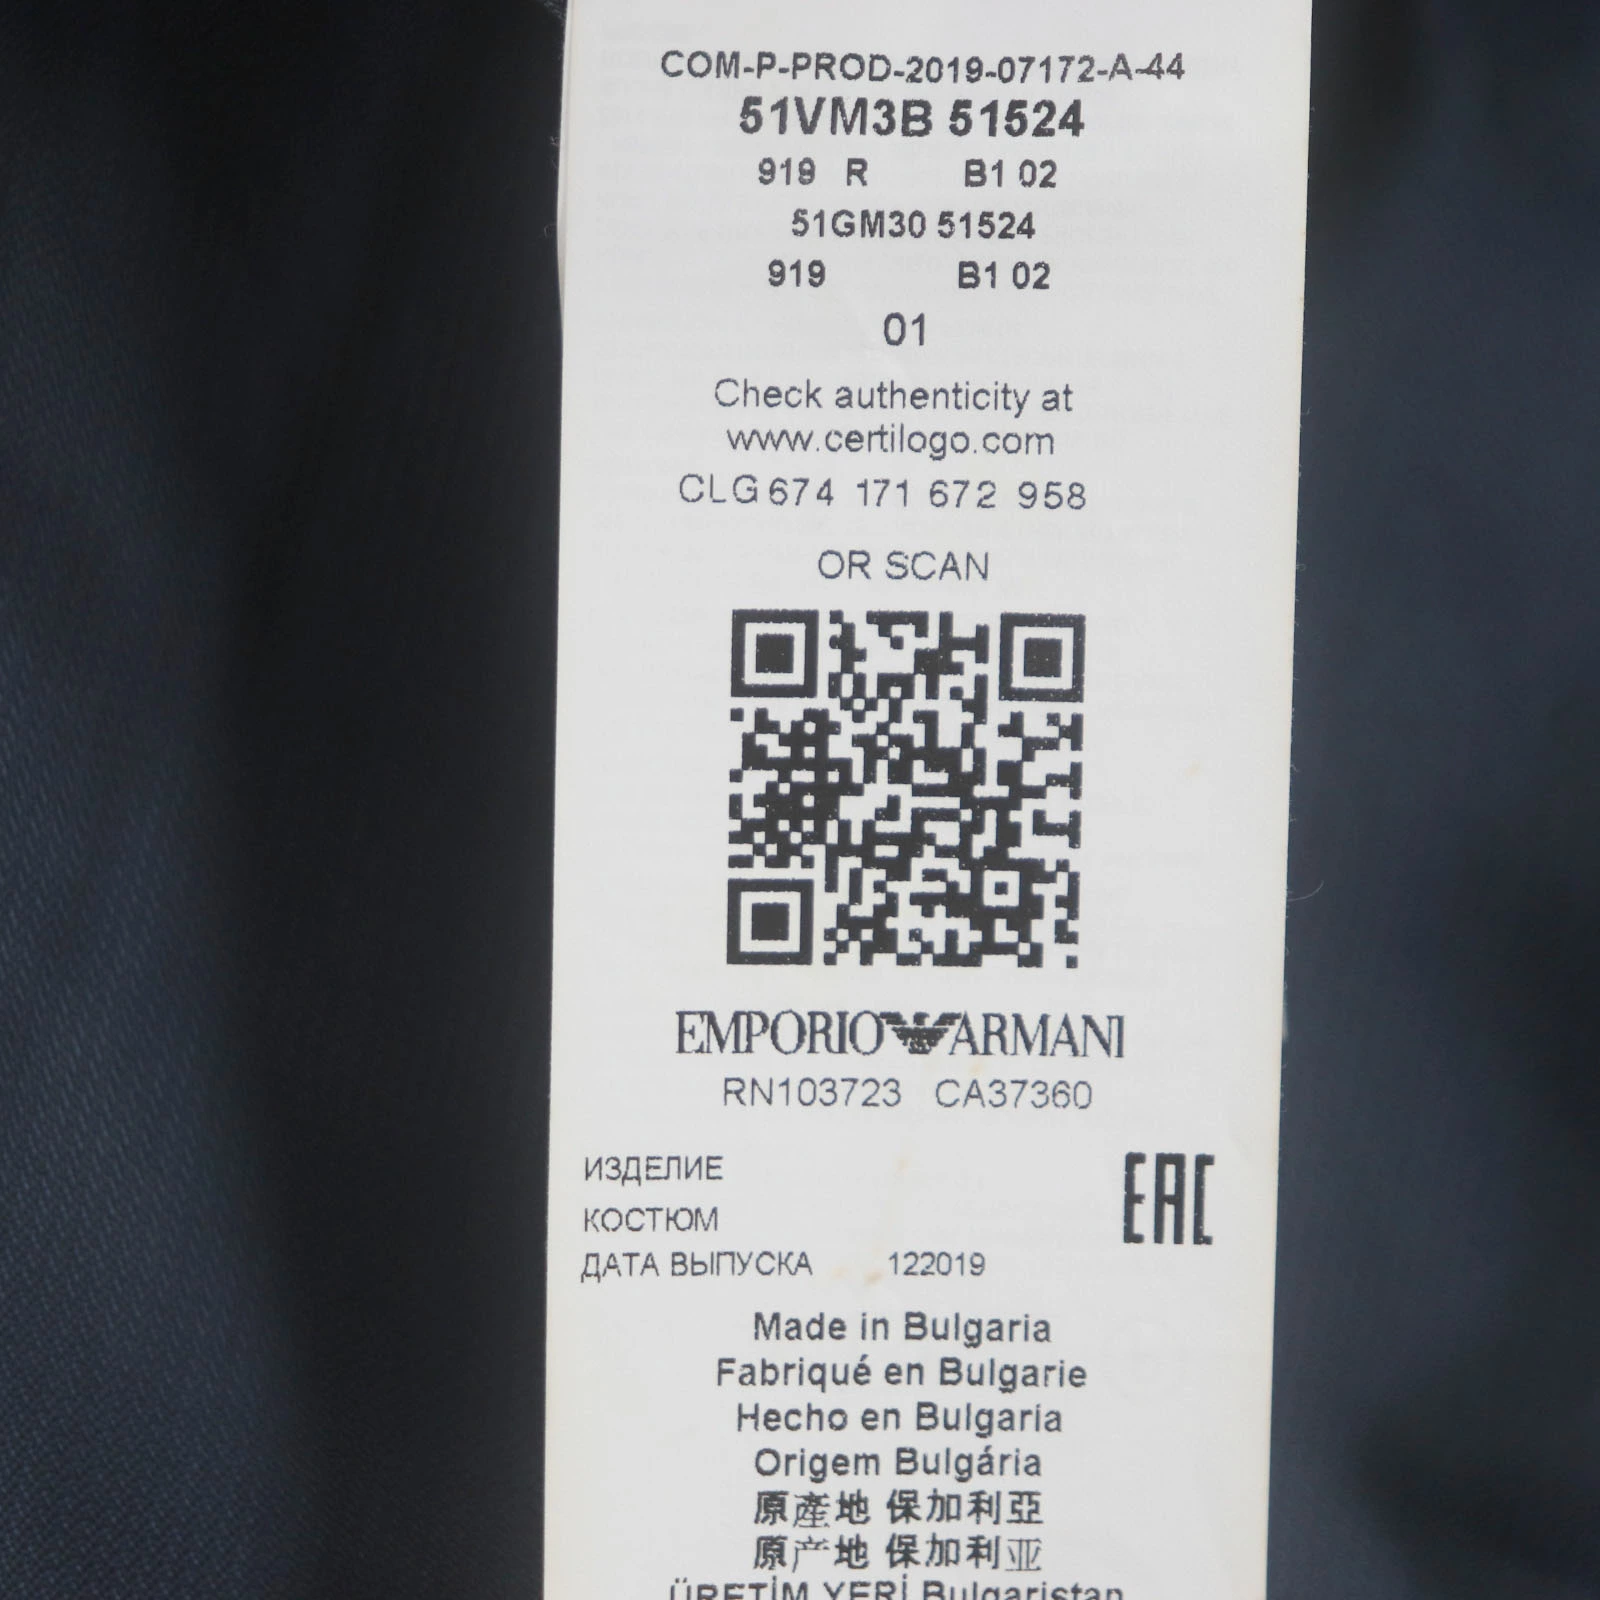 COM-P-PROD-2019-07172-A-44
51VM3B 51524
919 R B1 02
51GM30 51524
919 B1 02
01
Check authenticity at
www.certilogo.com
CLG 674 171 672 958
OR SCAN
EMPORIO ARMANI
RN103723 CA37360
ИЗДЕЛИЕ
КОСТЮМ
ДАТА ВЫПУСКА 122019
EAC
Made in Bulgaria
Fabriqué en Bulgarie
Hecho en Bulgaria
Origem Bulgária
原產地 保加利亞
原产地 保加利亚
ÜRETİM YERİ Bulgaristan